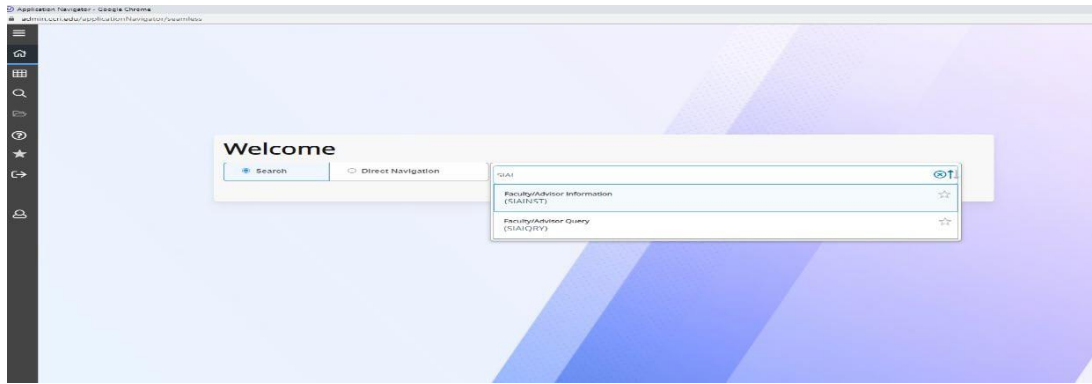 Application Navigator - Google Chrome
admin.ccri.edu/applicationNavigator/seamless
Welcome
Search
Direct Navigation
SIAI
Faculty/Advisor Information
(SIAINST)
Faculty/Advisor Query
(SIAIQRY)